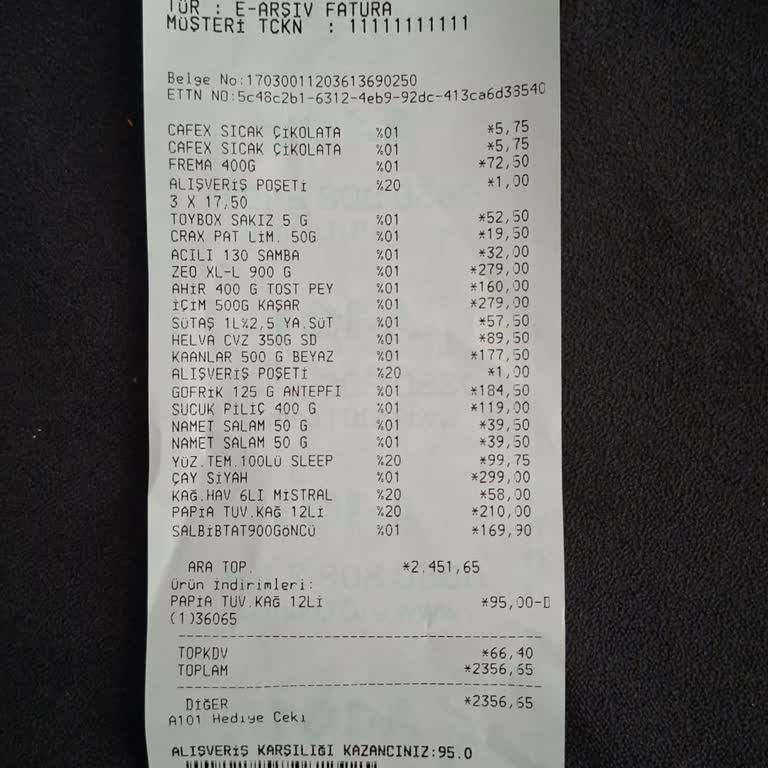 TÜR : E-ARŞIV FATURA
MÜŞTERİ TCKN : 11111111111
Belge No:17030011203613690250
ETTN NO:5c48c2b1-6312-4eb9-92dc-413ca6d38540
CAFEX SICAK ÇİKOLATA %01 *5,75
CAFEX SICAK ÇİKOLATA %01 *5,75
FREMA 400G %01 *72,50
ALIŞVERİŞ POŞETİ %20 *1,00
3 X 17,50
TOYBOX SAKIZ 5 G %01 *52,50
CRAX PAT LİM. 50G %01 *19,50
ACILI 130 SAMBA %01 *32,00
ZEO XL-L 900 G %01 *279,00
AHİR 400 G TOST PEY %01 *160,00
İÇİM 500G KAŞAR %01 *279,00
SÜTAŞ 1L%2,5 YA.SÜT %01 *57,50
HELVA CVZ 350G SD %01 *89,50
KAANLAR 500 G BEYAZ %01 *177,50
ALIŞVERİŞ POŞETİ %20 *1,00
GOFRİK 125 G ANTEPFI %01 *184,50
SUCUK PİLİÇ 400 G %01 *119,00
NAMET SALAM 50 G %01 *39,50
NAMET SALAM 50 G %01 *39,50
YÜZ.TEM.100LÜ SLEEP %20 *99,75
ÇAY SİYAH %01 *299,00
KAĞ.HAV 6LI MİSTRAL %20 *58,00
PAPİA TUV.KAĞ 12Lİ %20 *210,00
SALBİBTAT900GÖNCÜ %01 *169,90
ARA TOP. *2.451,65
Ürün İndirimleri:
PAPİA TUV.KAĞ 12Lİ *95,00-D
(1)36065
TOPKDV *66,40
TOPLAM *2356,65
DİĞER *2356,65
A101 Hediye Çeki
ALIŞVERİŞ KARŞILIĞI KAZANCINIZ:95.0